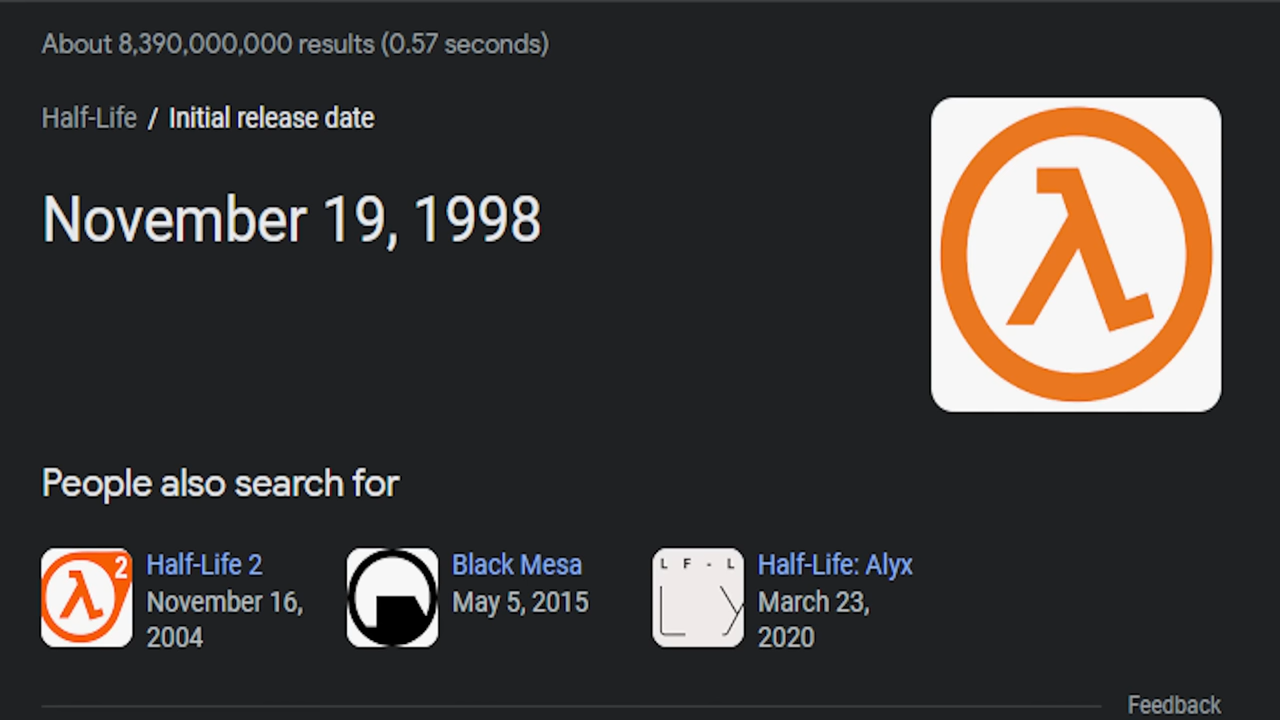 About 8,390,000,000 results (0.57 seconds)
Half-Life / Initial release date
November 19, 1998
λ
People also search for
λ 2
Half-Life 2
November 16,
2004
Black Mesa
May 5, 2015
L F - L
Ly
Half-Life: Alyx
March 23,
2020
Feedback